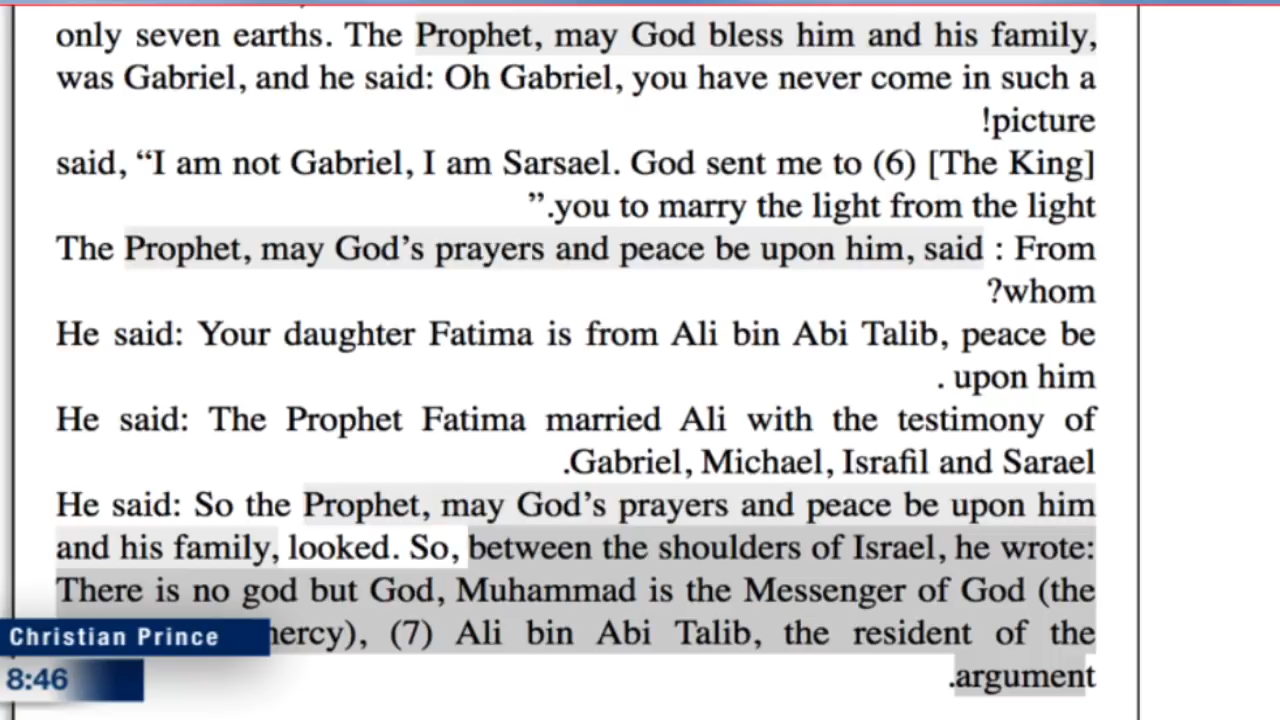 only seven earths. The Prophet, may God bless him and his family,
was Gabriel, and he said: Oh Gabriel, you have never come in such a
!picture
said, “I am not Gabriel, I am Sarsael. God sent me to (6) [The King]
”.you to marry the light from the light
The Prophet, may God’s prayers and peace be upon him, said : From
?whom
He said: Your daughter Fatima is from Ali bin Abi Talib, peace be
. upon him
He said: The Prophet Fatima married Ali with the testimony of
.Gabriel, Michael, Israfil and Sarael
He said: So the Prophet, may God’s prayers and peace be upon him
and his family, looked. So, between the shoulders of Israel, he wrote:
There is no god but God, Muhammad is the Messenger of God (the
(7) Ali bin Abi Talib, the resident of the
.argument
Christian Prince
8:46